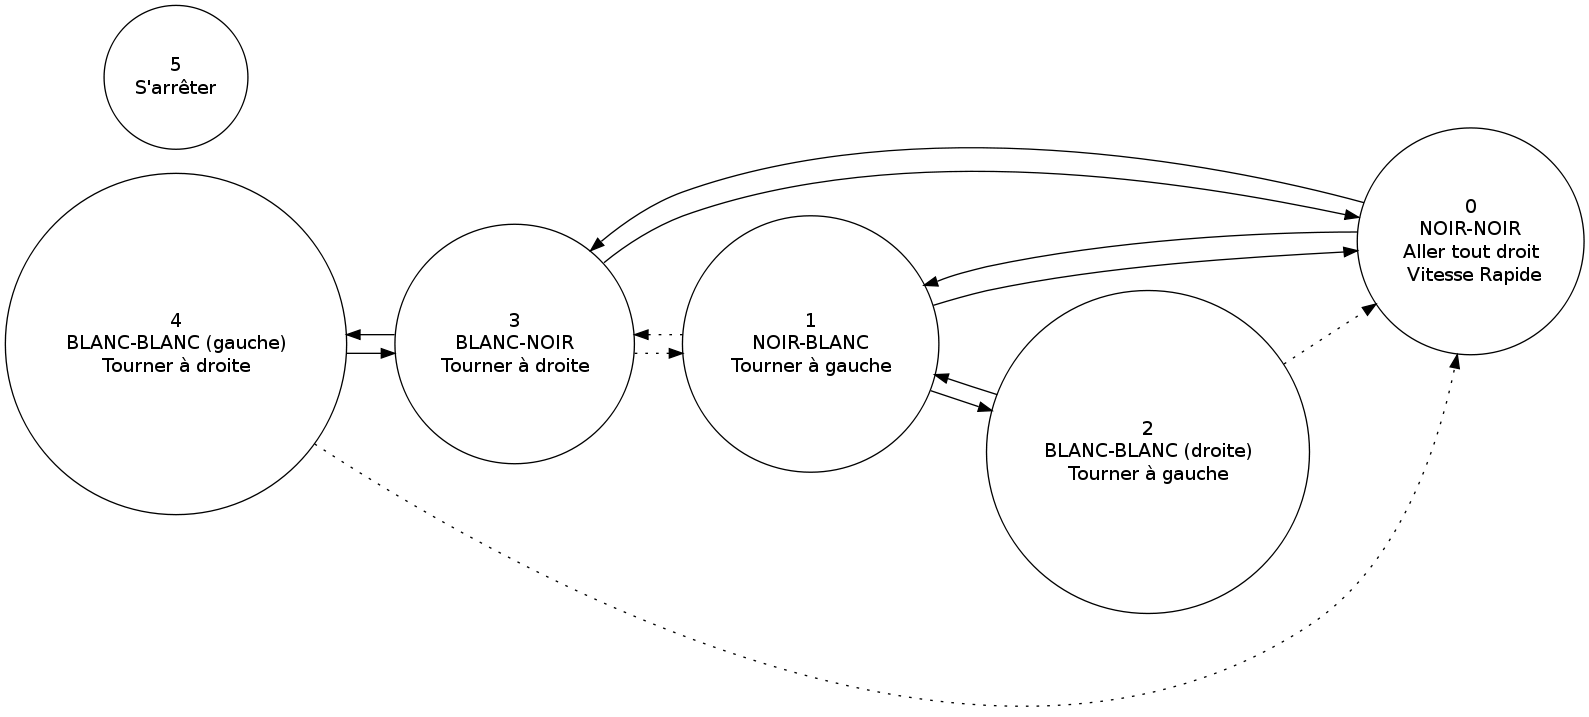 5
S'arrêter
4
BLANC-BLANC (gauche)
Tourner à droite
3
BLANC-NOIR
Tourner à droite
1
NOIR-BLANC
Tourner à gauche
2
BLANC-BLANC (droite)
Tourner à gauche
0
NOIR-NOIR
Aller tout droit
Vitesse Rapide